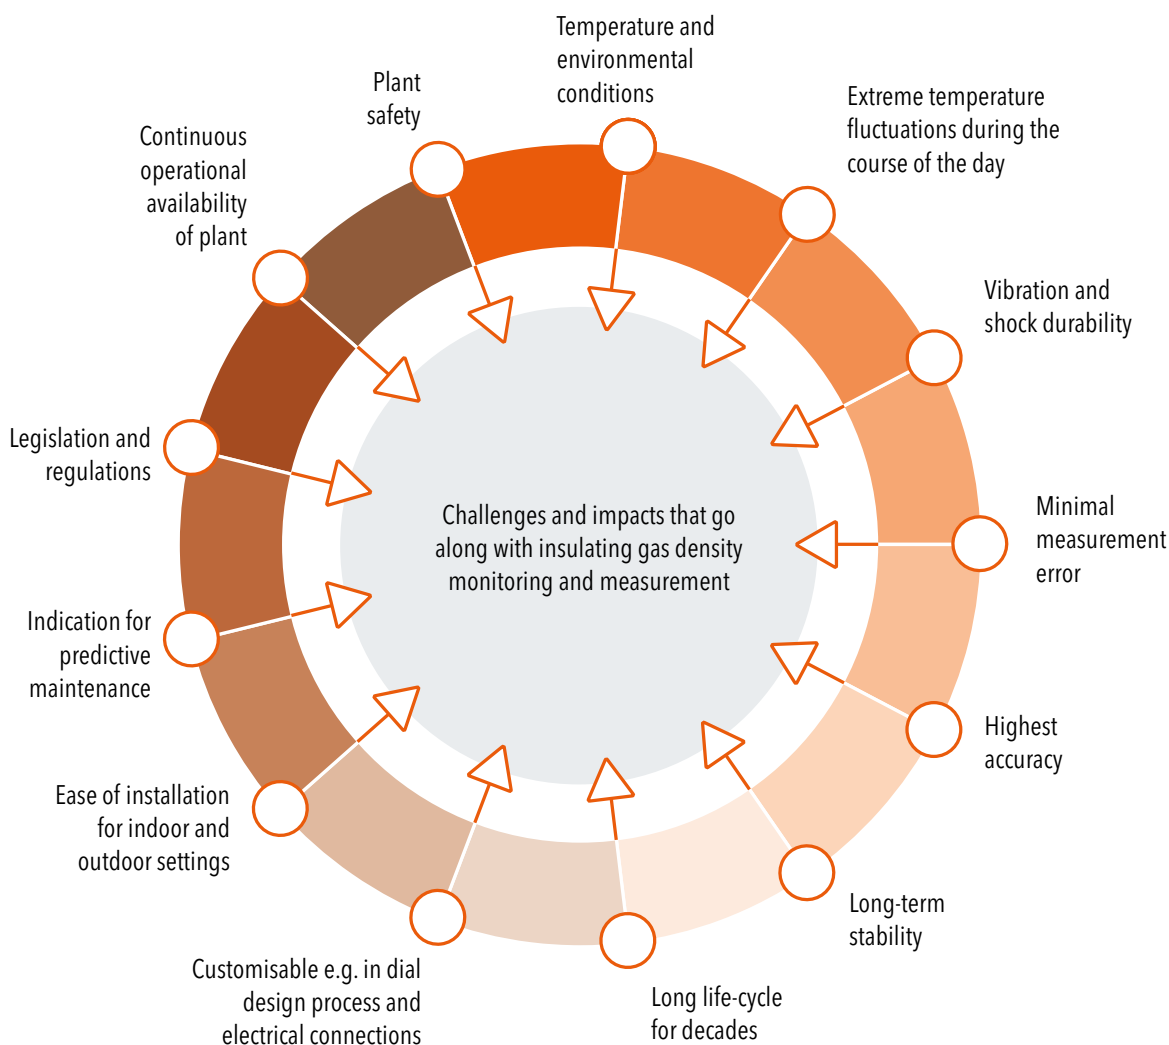 Temperature and
environmental
conditions
Extreme temperature
fluctuations during the
course of the day
Vibration and
shock durability
Minimal
measurement
error
Highest
accuracy
Long-term
stability
Long life-cycle
for decades
Customisable e.g. in dial
design process and
electrical connections
Ease of installation
for indoor and
outdoor settings
Indication for
predictive
maintenance
Legislation and
regulations
Continuous
operational
availability
of plant
Plant
safety
Challenges and impacts that go
along with insulating gas density
monitoring and measurement